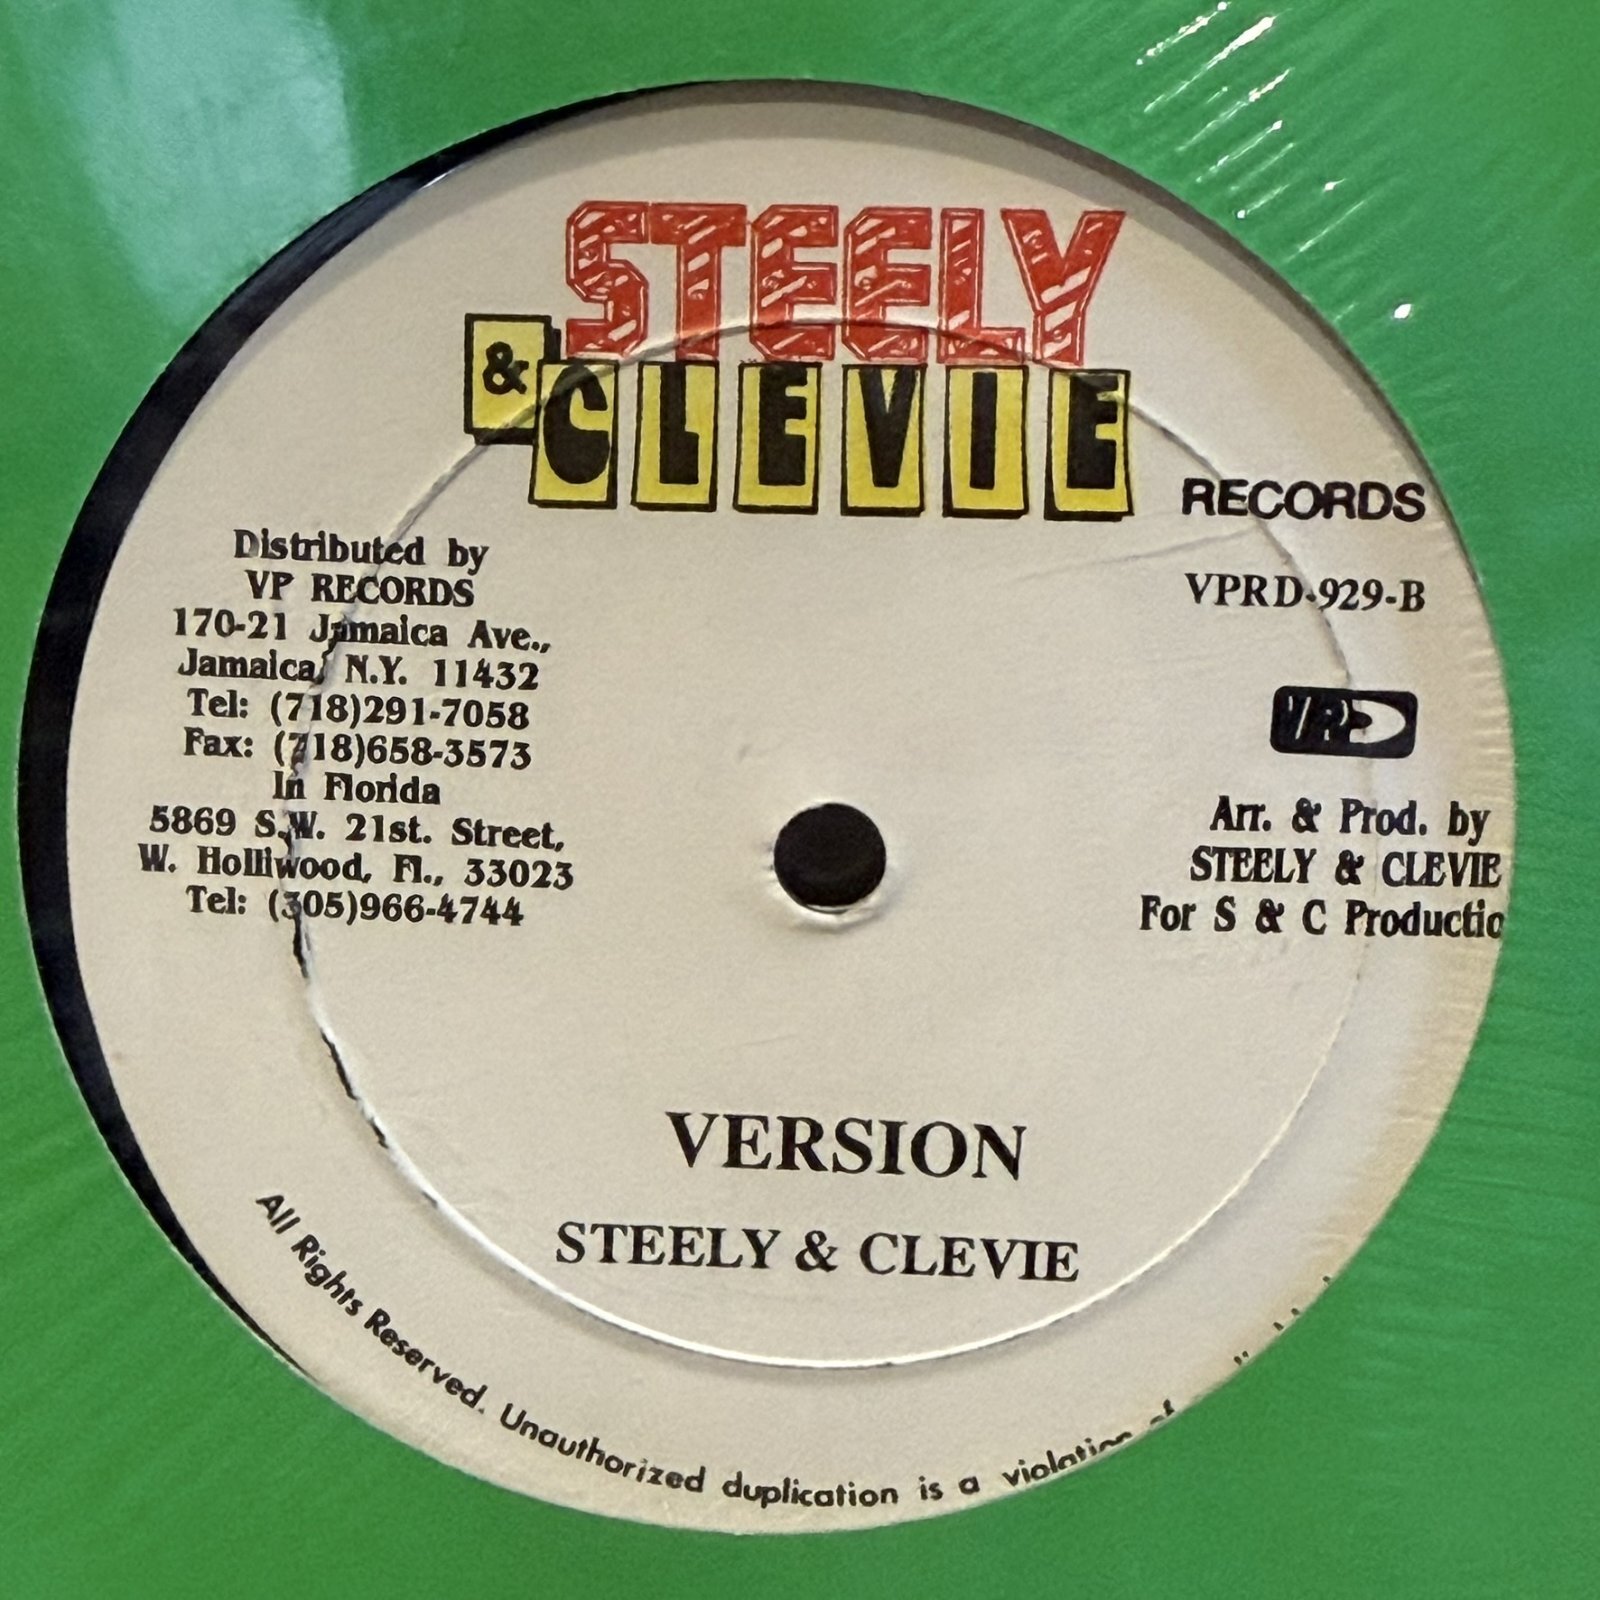 STEELY
& CLEVIE
RECORDS
VPRD-929-B
Distributed by
VP RECORDS
170-21 Jamaica Ave.,
Jamaica, N.Y. 11432
Tel: (718)291-7058
Fax: (718)658-3573
In Florida
5869 S.W. 21st. Street,
W. Holliwood, Fl., 33023
Tel: (305)966-4744
Arr. & Prod. by
STEELY & CLEVIE
For S & C Productio
VERSION
STEELY & CLEVIE
All Rights Reserved. Unauthorized duplication is a violation of